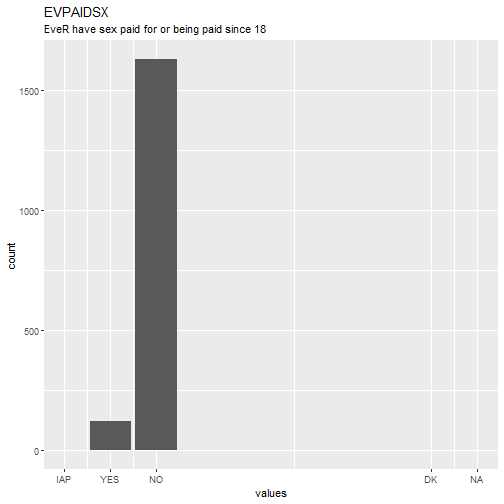 EVPAIDSX
EveR have sex paid for or being paid since 18
1500
1000
500
0
count
IAP YES NO DK NA
values